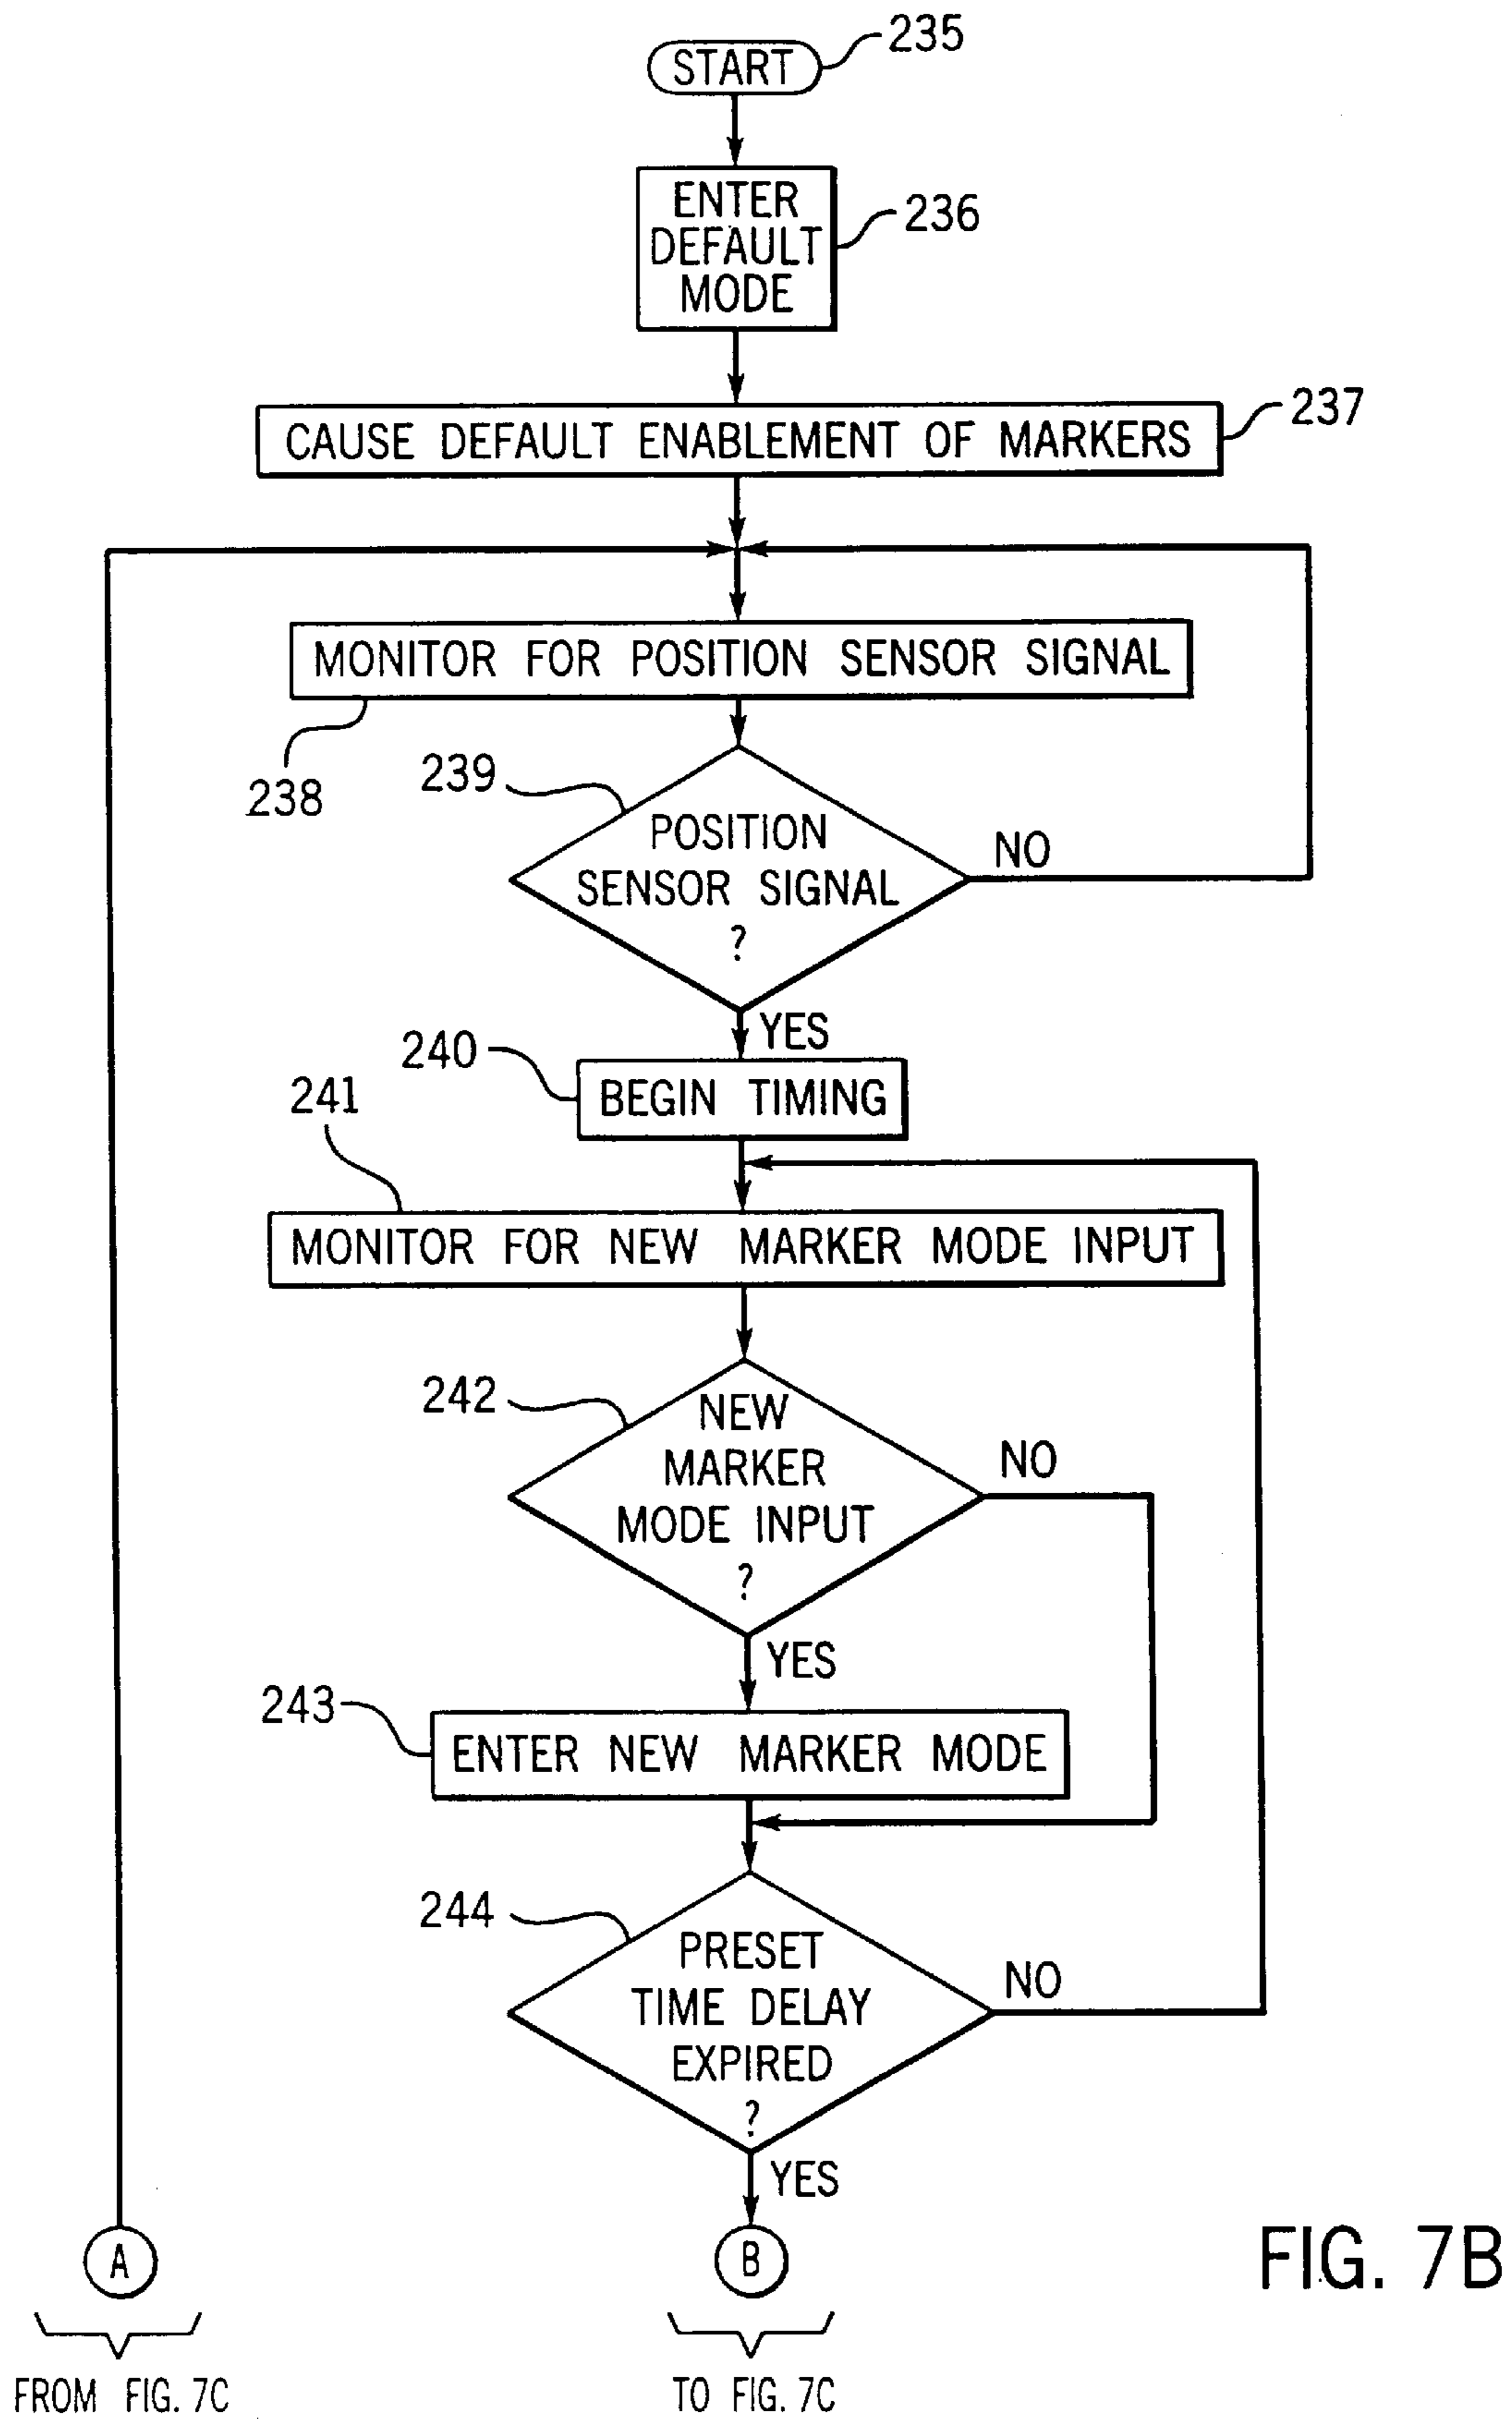 START
235
ENTER
DEFAULT
MODE
236
CAUSE DEFAULT ENABLEMENT OF MARKERS
237
MONITOR FOR POSITION SENSOR SIGNAL
238
239
POSITION
SENSOR SIGNAL
?
NO
YES
240
BEGIN TIMING
241
MONITOR FOR NEW MARKER MODE INPUT
242
NEW
MARKER
MODE INPUT
?
NO
YES
243
ENTER NEW MARKER MODE
244
PRESET
TIME DELAY
EXPIRED
?
NO
YES
A
B
FIG. 7B
FROM FIG. 7C
TO FIG. 7C